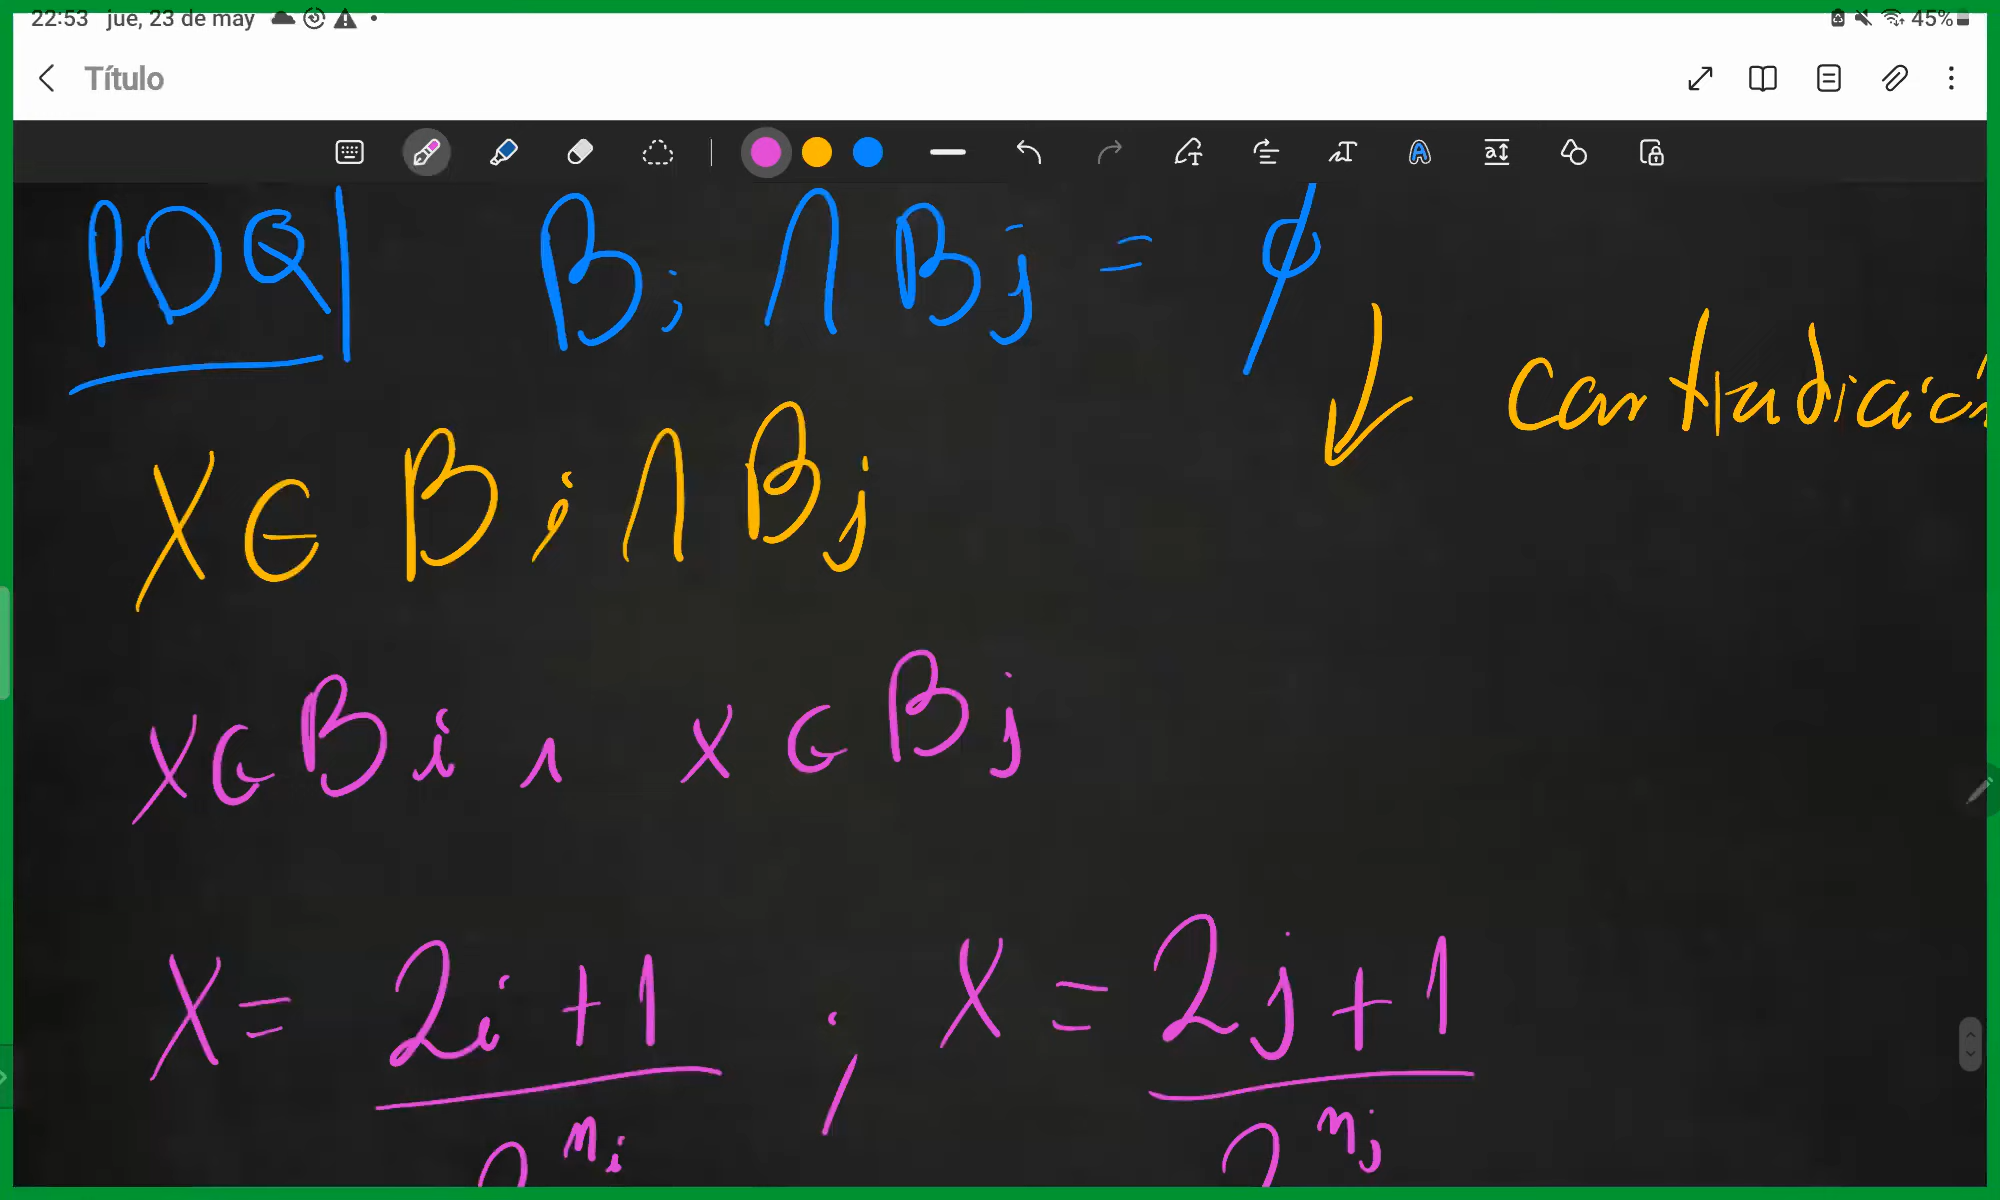 22:53 jue, 23 de may 45%
Título
PDQ| Bi ∩ Bj = ∅
Contradicción
X ∈ Bi ∩ Bj
x ∈ Bi ∧ x ∈ Bj
X = 2i + 1 ; X = 2j + 1
2^ni 2^nj